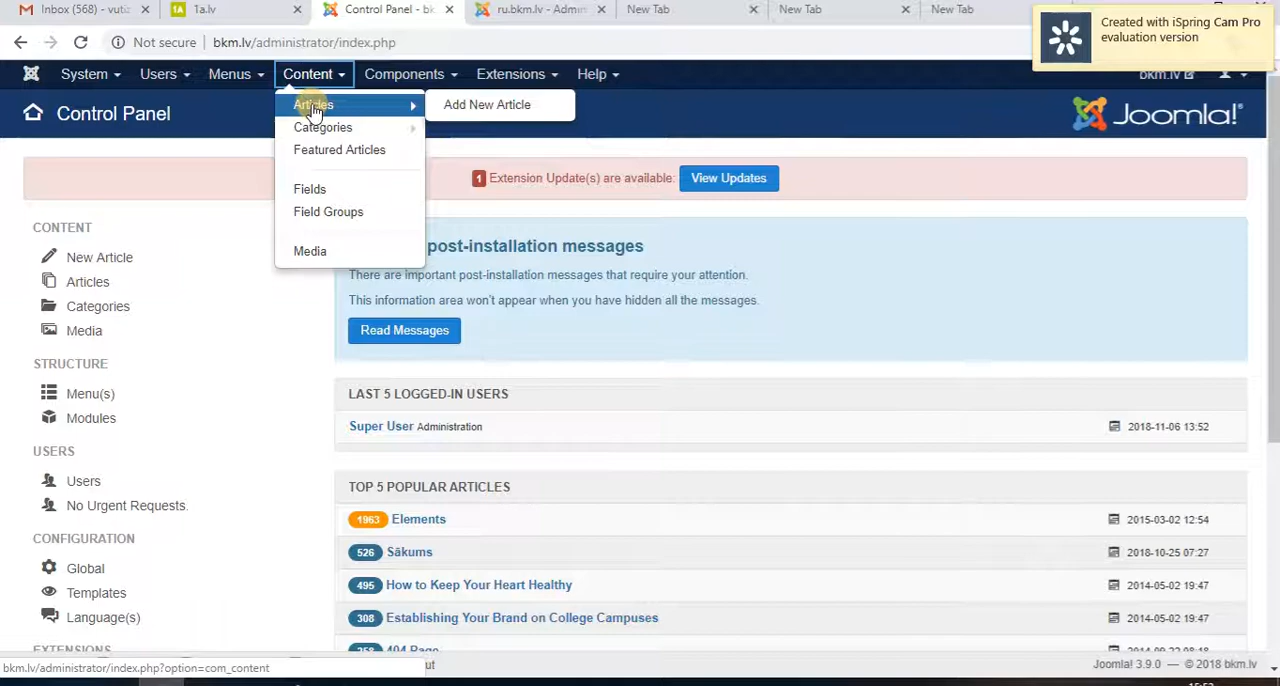 Inbox (568) - vuti
1a.lv
Control Panel - bk
ru.bkm.lv - Admin
New Tab
New Tab
New Tab
Created with iSpring Cam Pro
evaluation version
Not secure
bkm.lv/administrator/index.php
System
Users
Menus
Content
Components
Extensions
Help
bkm.lv
Articles
Add New Article
Categories
Featured Articles
Fields
Field Groups
Media
Control Panel
Joomla!®
1 Extension Update(s) are available:
View Updates
CONTENT
New Article
Articles
Categories
Media
STRUCTURE
Menu(s)
Modules
USERS
Users
No Urgent Requests.
CONFIGURATION
Global
Templates
Language(s)
EXTENSIONS
post-installation messages
There are important post-installation messages that require your attention.
This information area won't appear when you have hidden all the messages.
Read Messages
LAST 5 LOGGED-IN USERS
Super User Administration
2018-11-06 13:52
TOP 5 POPULAR ARTICLES
1963 Elements
2015-03-02 12:54
526 Sākums
2018-10-25 07:27
495 How to Keep Your Heart Healthy
2014-05-02 19:47
308 Establishing Your Brand on College Campuses
2014-05-02 19:47
404 Page
bkm.lv/administrator/index.php?option=com_content
ut
Joomla! 3.9.0 — © 2018 bkm.lv